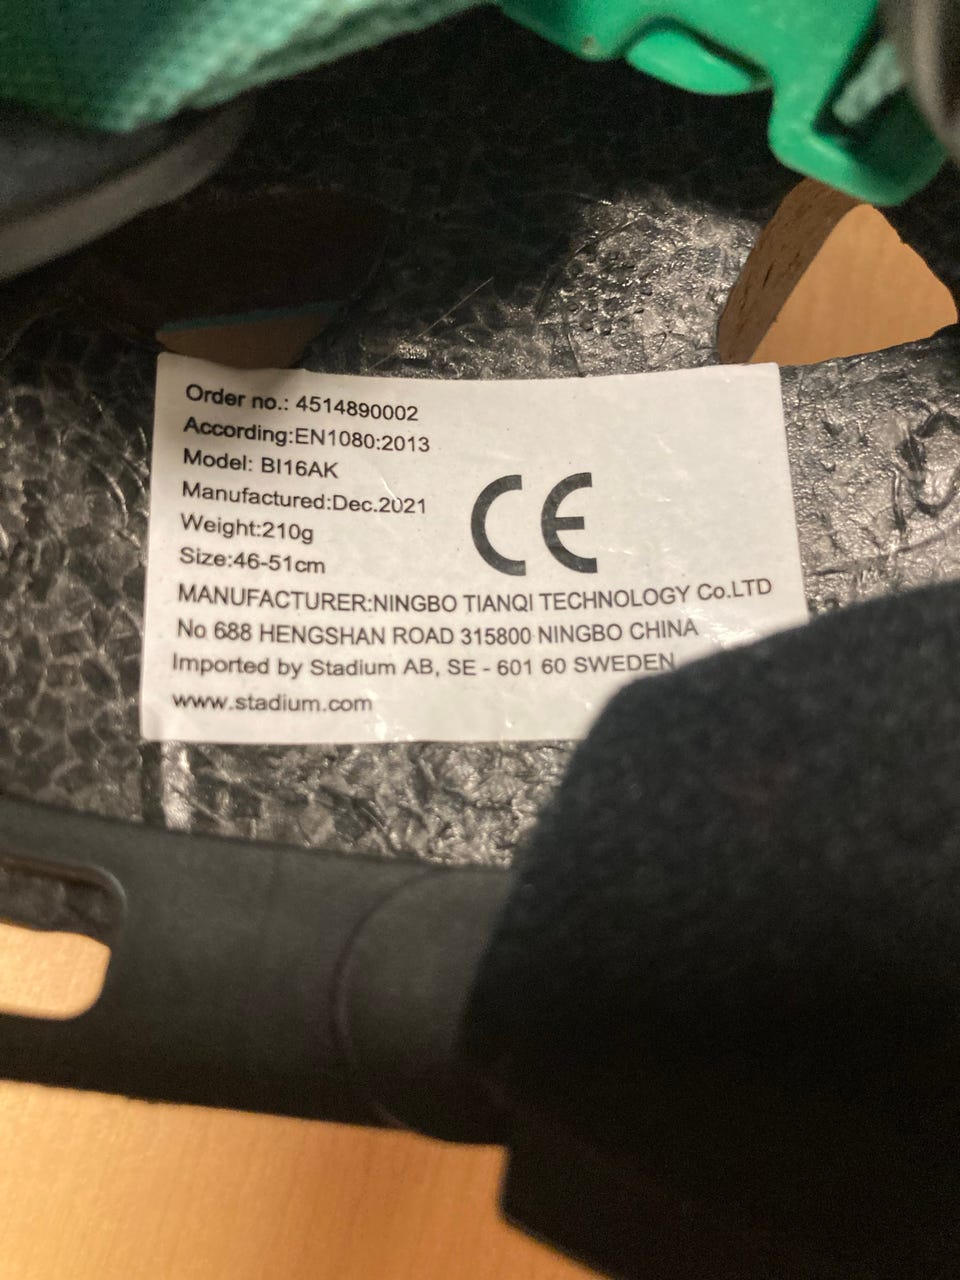 Order no.: 4514890002
According:EN1080:2013
Model: BI16AK
Manufactured:Dec.2021
Weight:210g
Size:46-51cm
CE
MANUFACTURER:NINGBO TIANQI TECHNOLOGY Co.LTD
No 688 HENGSHAN ROAD 315800 NINGBO CHINA
Imported by Stadium AB, SE - 601 60 SWEDEN
www.stadium.com